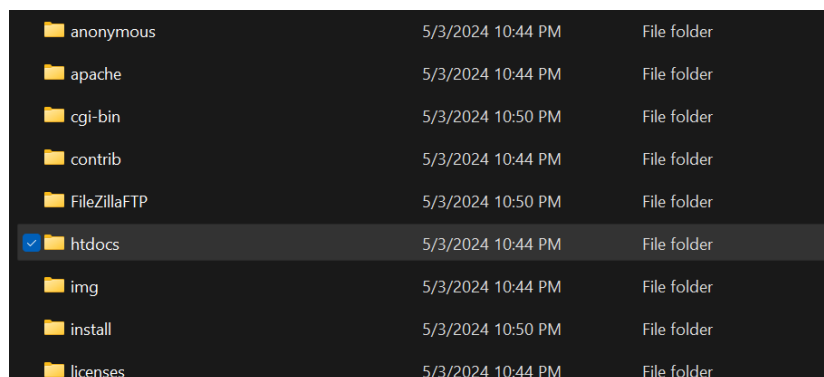 anonymous 5/3/2024 10:44 PM File folder
apache 5/3/2024 10:44 PM File folder
cgi-bin 5/3/2024 10:50 PM File folder
contrib 5/3/2024 10:44 PM File folder
FileZillaFTP 5/3/2024 10:50 PM File folder
htdocs 5/3/2024 10:44 PM File folder
img 5/3/2024 10:44 PM File folder
install 5/3/2024 10:50 PM File folder
licenses 5/3/2024 10:44 PM File folder